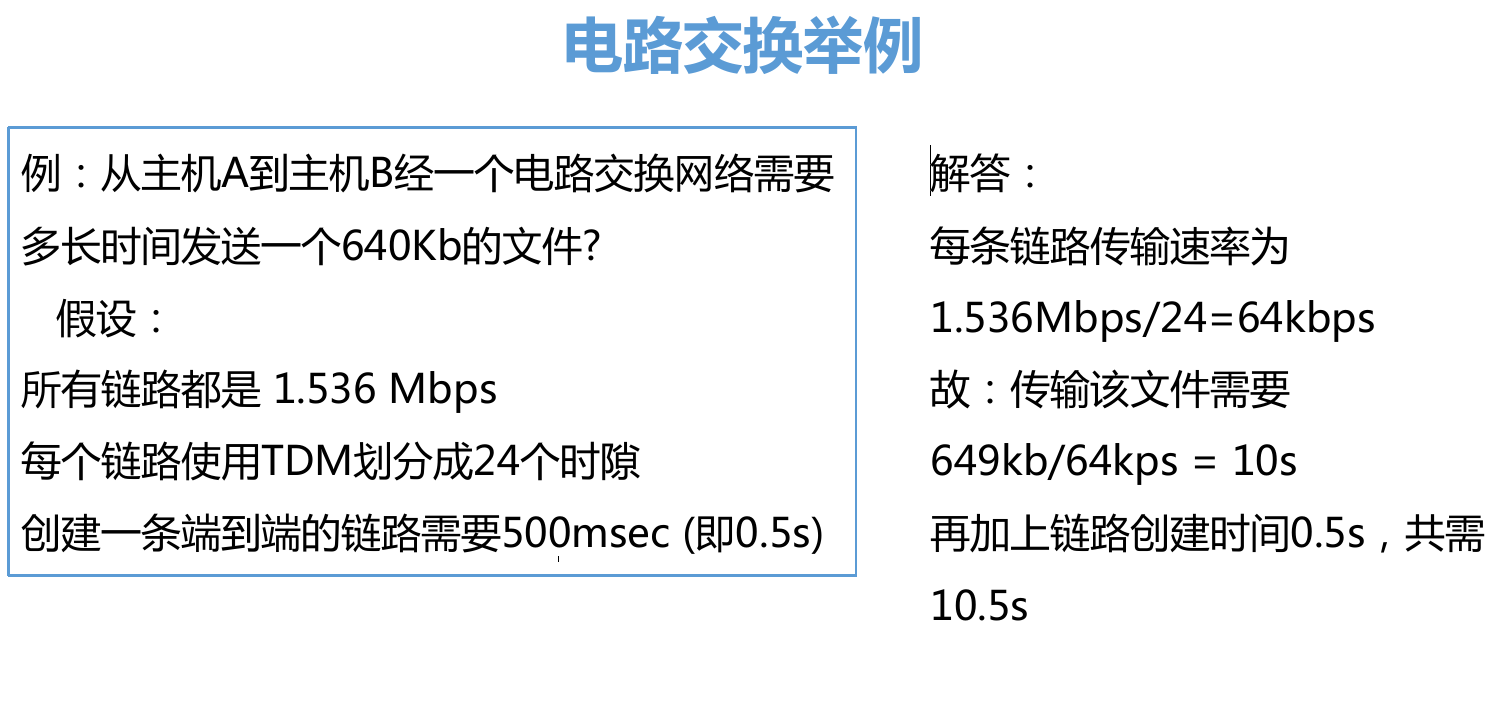 电路交换举例
例：从主机A到主机B经一个电路交换网络需要
多长时间发送一个640Kb的文件?
假设：
所有链路都是 1.536 Mbps
每个链路使用TDM划分成24个时隙
创建一条端到端的链路需要500msec (即0.5s)
解答：
每条链路传输速率为
1.536Mbps/24=64kbps
故：传输该文件需要
649kb/64kps = 10s
再加上链路创建时间0.5s，共需
10.5s